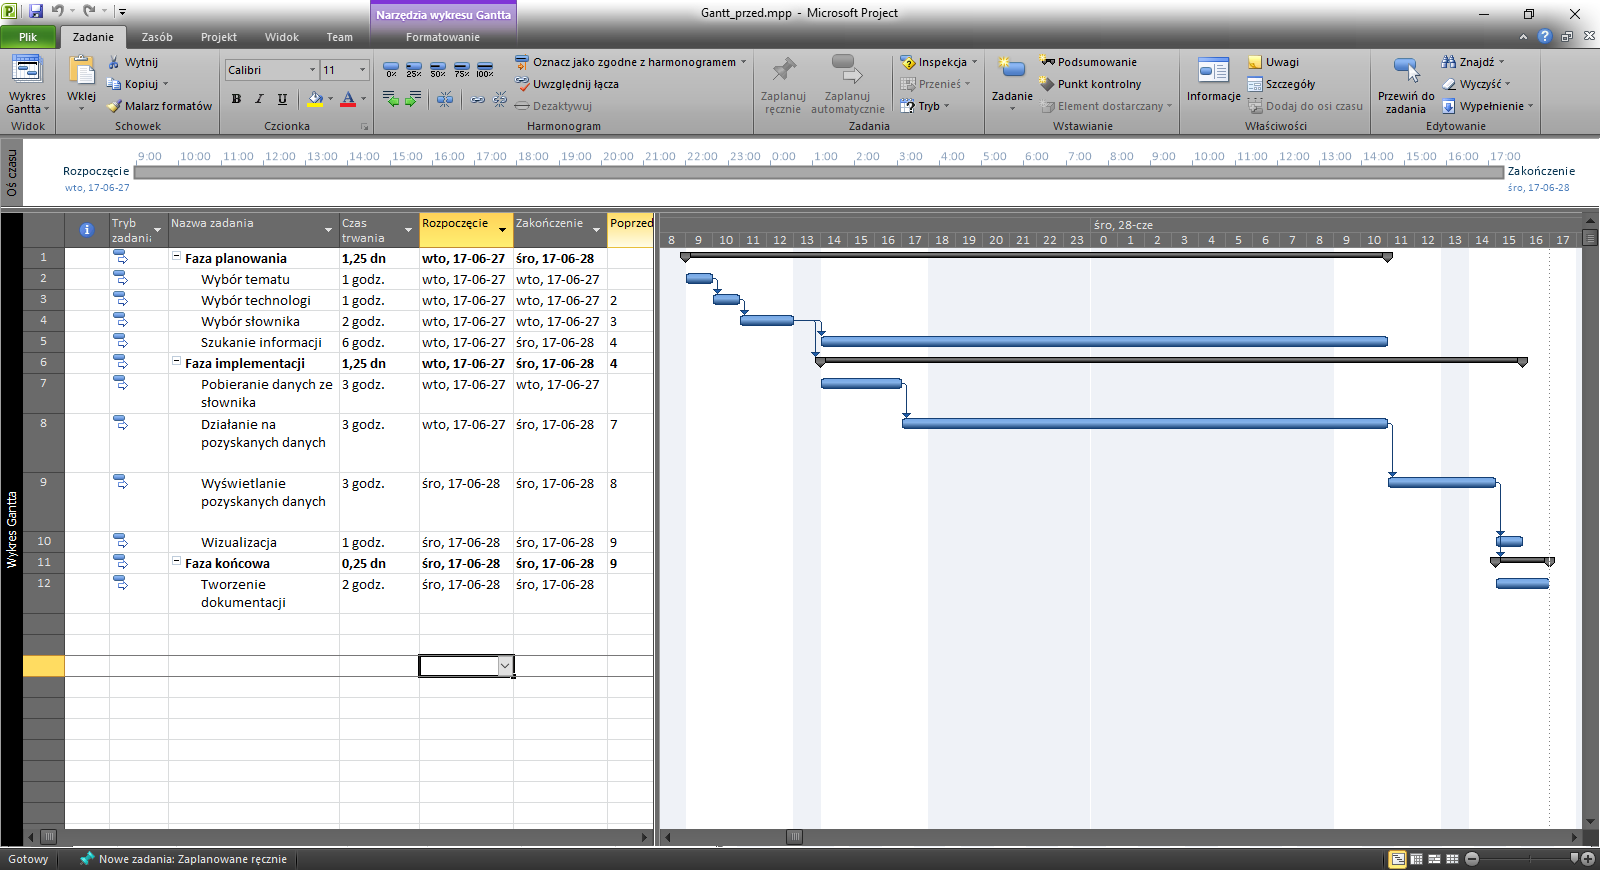 Gantt_przed.mpp - Microsoft Project
Narzędzia wykresu Gantta
Plik Zadanie Zasób Projekt Widok Team Formatowanie
Wykres Gantta
Widok
Wklej
Wytnij
Kopiuj
Malarz formatów
Schowek
Calibri 11
B I U A
Czcionka
0% 25% 50% 75% 100%
Oznacz jako zgodne z harmonogramem
Uwzględnij łącza
Dezaktywuj
Harmonogram
Zaplanuj ręcznie
Zaplanuj automatycznie
Inspekcja
Przenieś
Tryb
Zadania
Zadanie
Podsumowanie
Punkt kontrolny
Element dostarczany
Wstawianie
Informacje
Uwagi
Szczegóły
Dodaj do osi czasu
Właściwości
Przewiń do zadania
Znajdź
Wyczyść
Wypełnienie
Edytowanie
Oś czasu
9:00 10:00 11:00 12:00 13:00 14:00 15:00 16:00 17:00 18:00 19:00 20:00 21:00 22:00 23:00 0:00 1:00 2:00 3:00 4:00 5:00 6:00 7:00 8:00 9:00 10:00 11:00 12:00 13:00 14:00 15:00 16:00 17:00
Rozpoczęcie
wto, 17-06-27
Zakończenie
śro, 17-06-28
Tryb zadani Nazwa zadania Czas trwania Rozpoczęcie Zakończenie Poprzed
śro, 28-cze
8 9 10 11 12 13 14 15 16 17 18 19 20 21 22 23 0 1 2 3 4 5 6 7 8 9 10 11 12 13 14 15 16 17
1 Faza planowania 1,25 dn wto, 17-06-27 śro, 17-06-28
2 Wybór tematu 1 godz. wto, 17-06-27 wto, 17-06-27
3 Wybór technologi 1 godz. wto, 17-06-27 wto, 17-06-27 2
4 Wybór słownika 2 godz. wto, 17-06-27 wto, 17-06-27 3
5 Szukanie informacji 6 godz. wto, 17-06-27 śro, 17-06-28 4
6 Faza implementacji 1,25 dn wto, 17-06-27 śro, 17-06-28 4
7 Pobieranie danych ze 3 godz. wto, 17-06-27 wto, 17-06-27
słownika
8 Działanie na 3 godz. wto, 17-06-27 śro, 17-06-28 7
pozyskanych danych
9 Wyświetlanie 3 godz. śro, 17-06-28 śro, 17-06-28 8
pozyskanych danych
10 Wizualizacja 1 godz. śro, 17-06-28 śro, 17-06-28 9
11 Faza końcowa 0,25 dn śro, 17-06-28 śro, 17-06-28 9
12 Tworzenie 2 godz. śro, 17-06-28 śro, 17-06-28
dokumentacji
Wykres Gantta
Gotowy Nowe zadania: Zaplanowane ręcznie